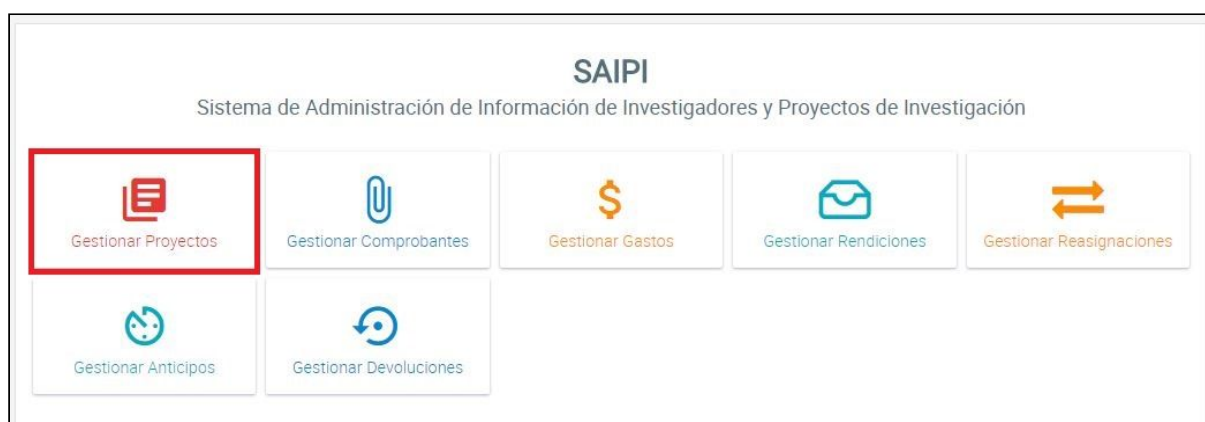 SAIPI
Sistema de Administración de Información de Investigadores y Proyectos de Investigación
Gestionar Proyectos
Gestionar Comprobantes
Gestionar Gastos
Gestionar Rendiciones
Gestionar Reasignaciones
Gestionar Anticipos
Gestionar Devoluciones